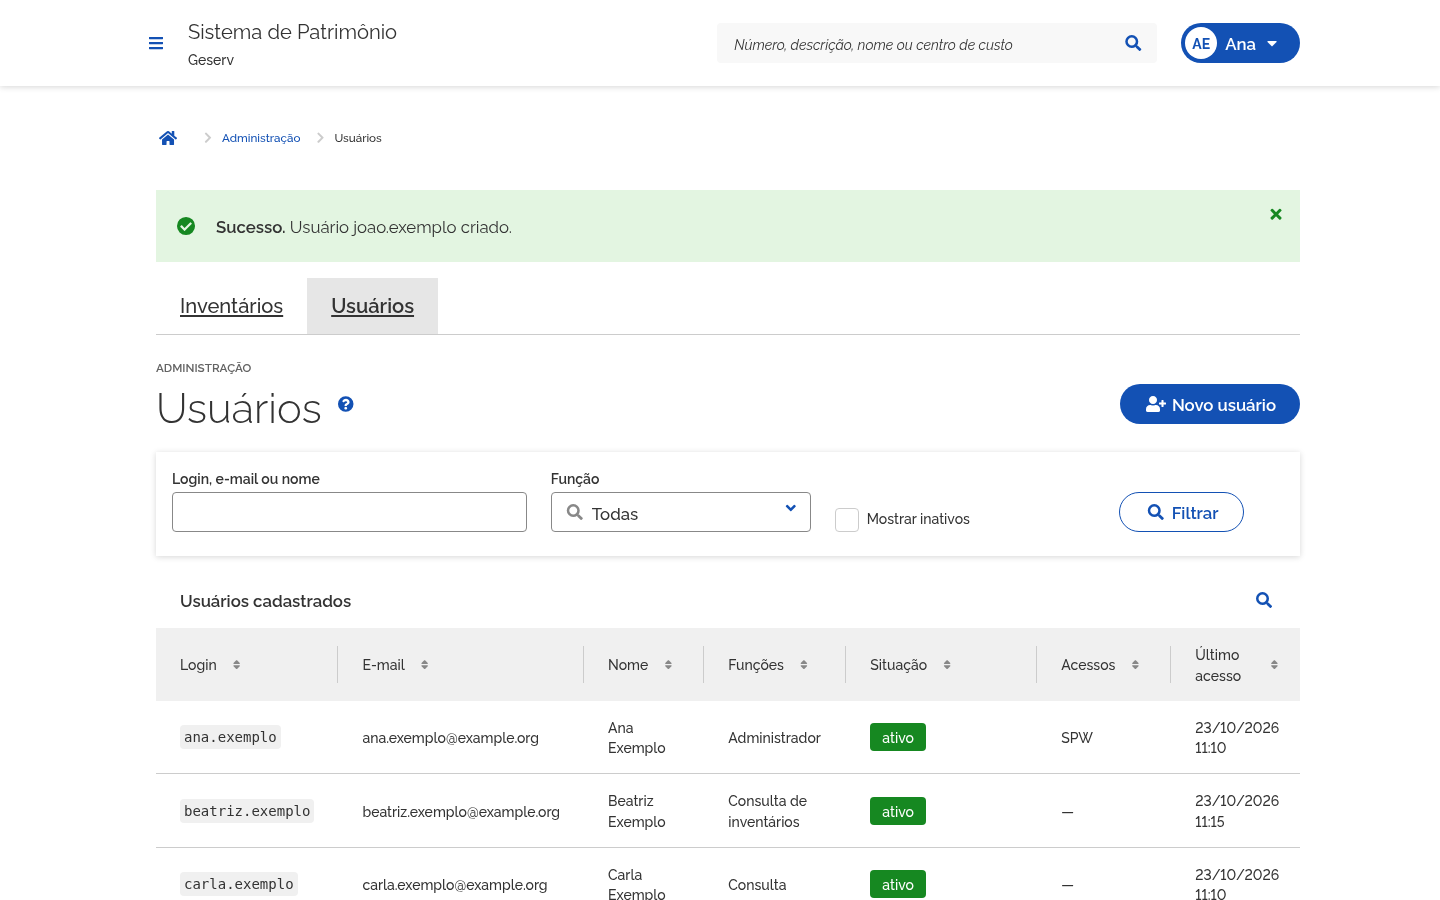 Sistema de Patrimônio
Geserv
Número, descrição, nome ou centro de custo
AE Ana
Administração
Usuários
Sucesso. Usuário joao.exemplo criado.
Inventários
Usuários
ADMINISTRAÇÃO
Usuários
Novo usuário
Login, e-mail ou nome
Função
Todas
Mostrar inativos
Filtrar
Usuários cadastrados
Login E-mail Nome Funções Situação Acessos Último acesso
ana.exemplo ana.exemplo@example.org Ana Exemplo Administrador ativo SPW 23/10/2026 11:10
beatriz.exemplo beatriz.exemplo@example.org Beatriz Exemplo Consulta de inventários ativo — 23/10/2026 11:15
carla.exemplo carla.exemplo@example.org Carla Exemplo Consulta ativo — 23/10/2026 11:10